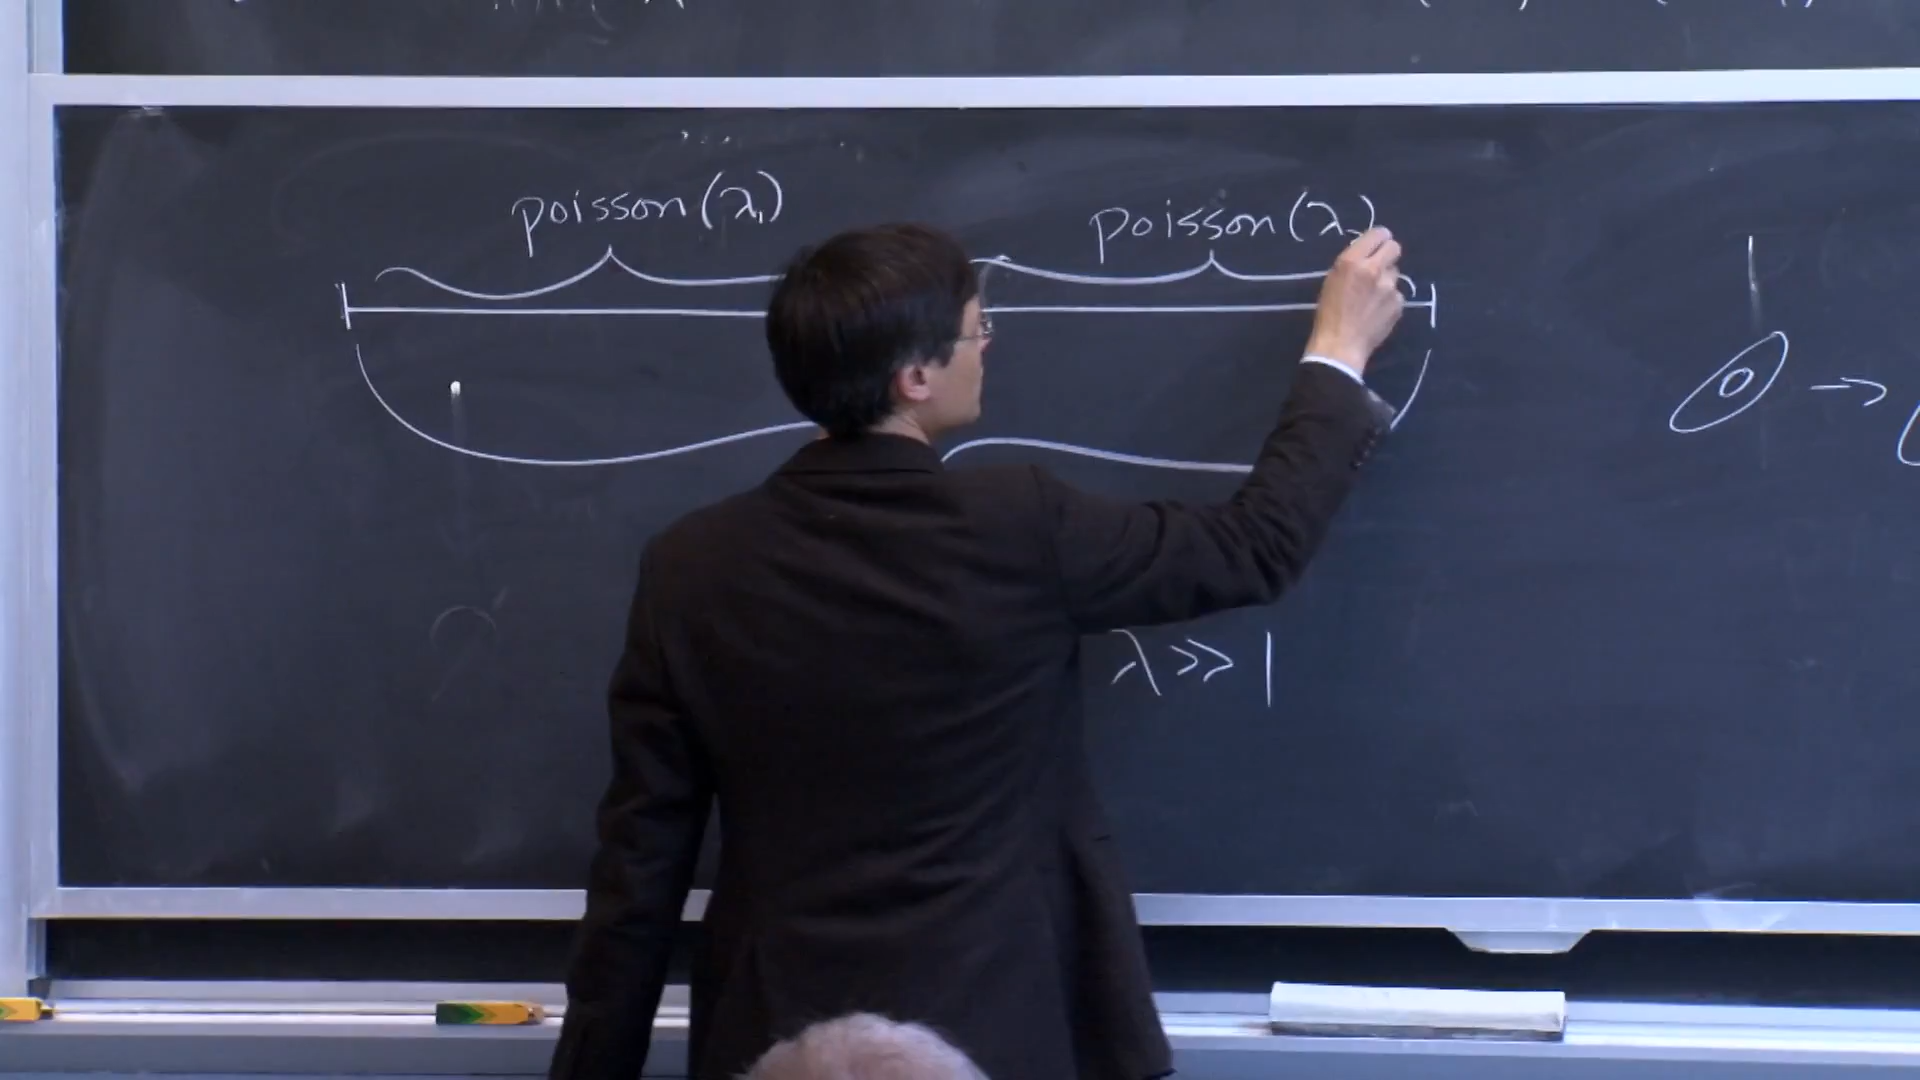 poisson(λ₁)
poisson(λ₂)
λ >> 1